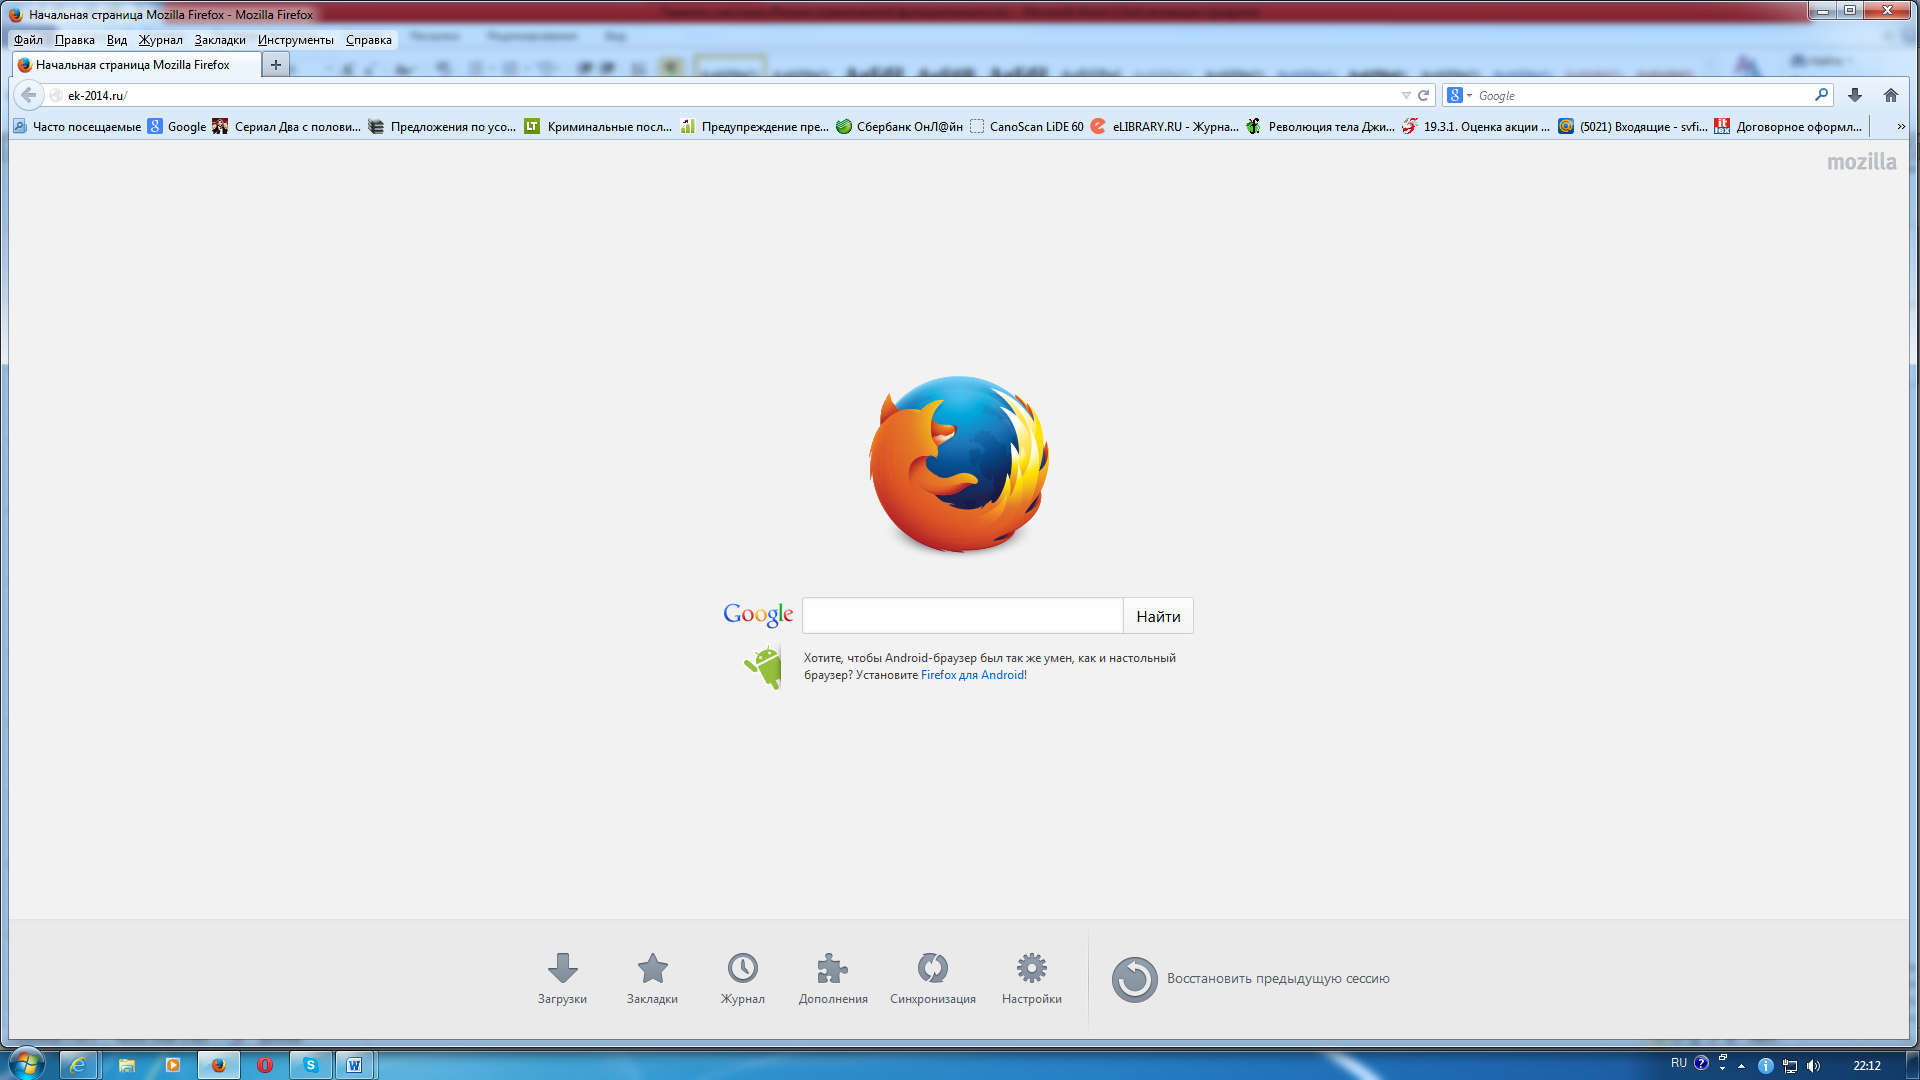 Начальная страница Mozilla Firefox - Mozilla Firefox
Файл Правка Вид Журнал Закладки Инструменты Справка
Начальная страница Mozilla Firefox
ek-2014.ru/
Google
Часто посещаемые Google Сериал Два с полови... Предложения по усо... LT Криминальные посл... Предупреждение пре... Сбербанк ОнЛ@йн CanoScan LiDE 60 eLIBRARY.RU - Журна... Революция тела Джи... 19.3.1. Оценка акции ... (5021) Входящие - svfi... Договорное оформл... »
mozilla
Google Найти
Хотите, чтобы Android-браузер был так же умен, как и настольный
браузер? Установите Firefox для Android!
Загрузки Закладки Журнал Дополнения Синхронизация Настройки Восстановить предыдущую сессию
RU 22:12